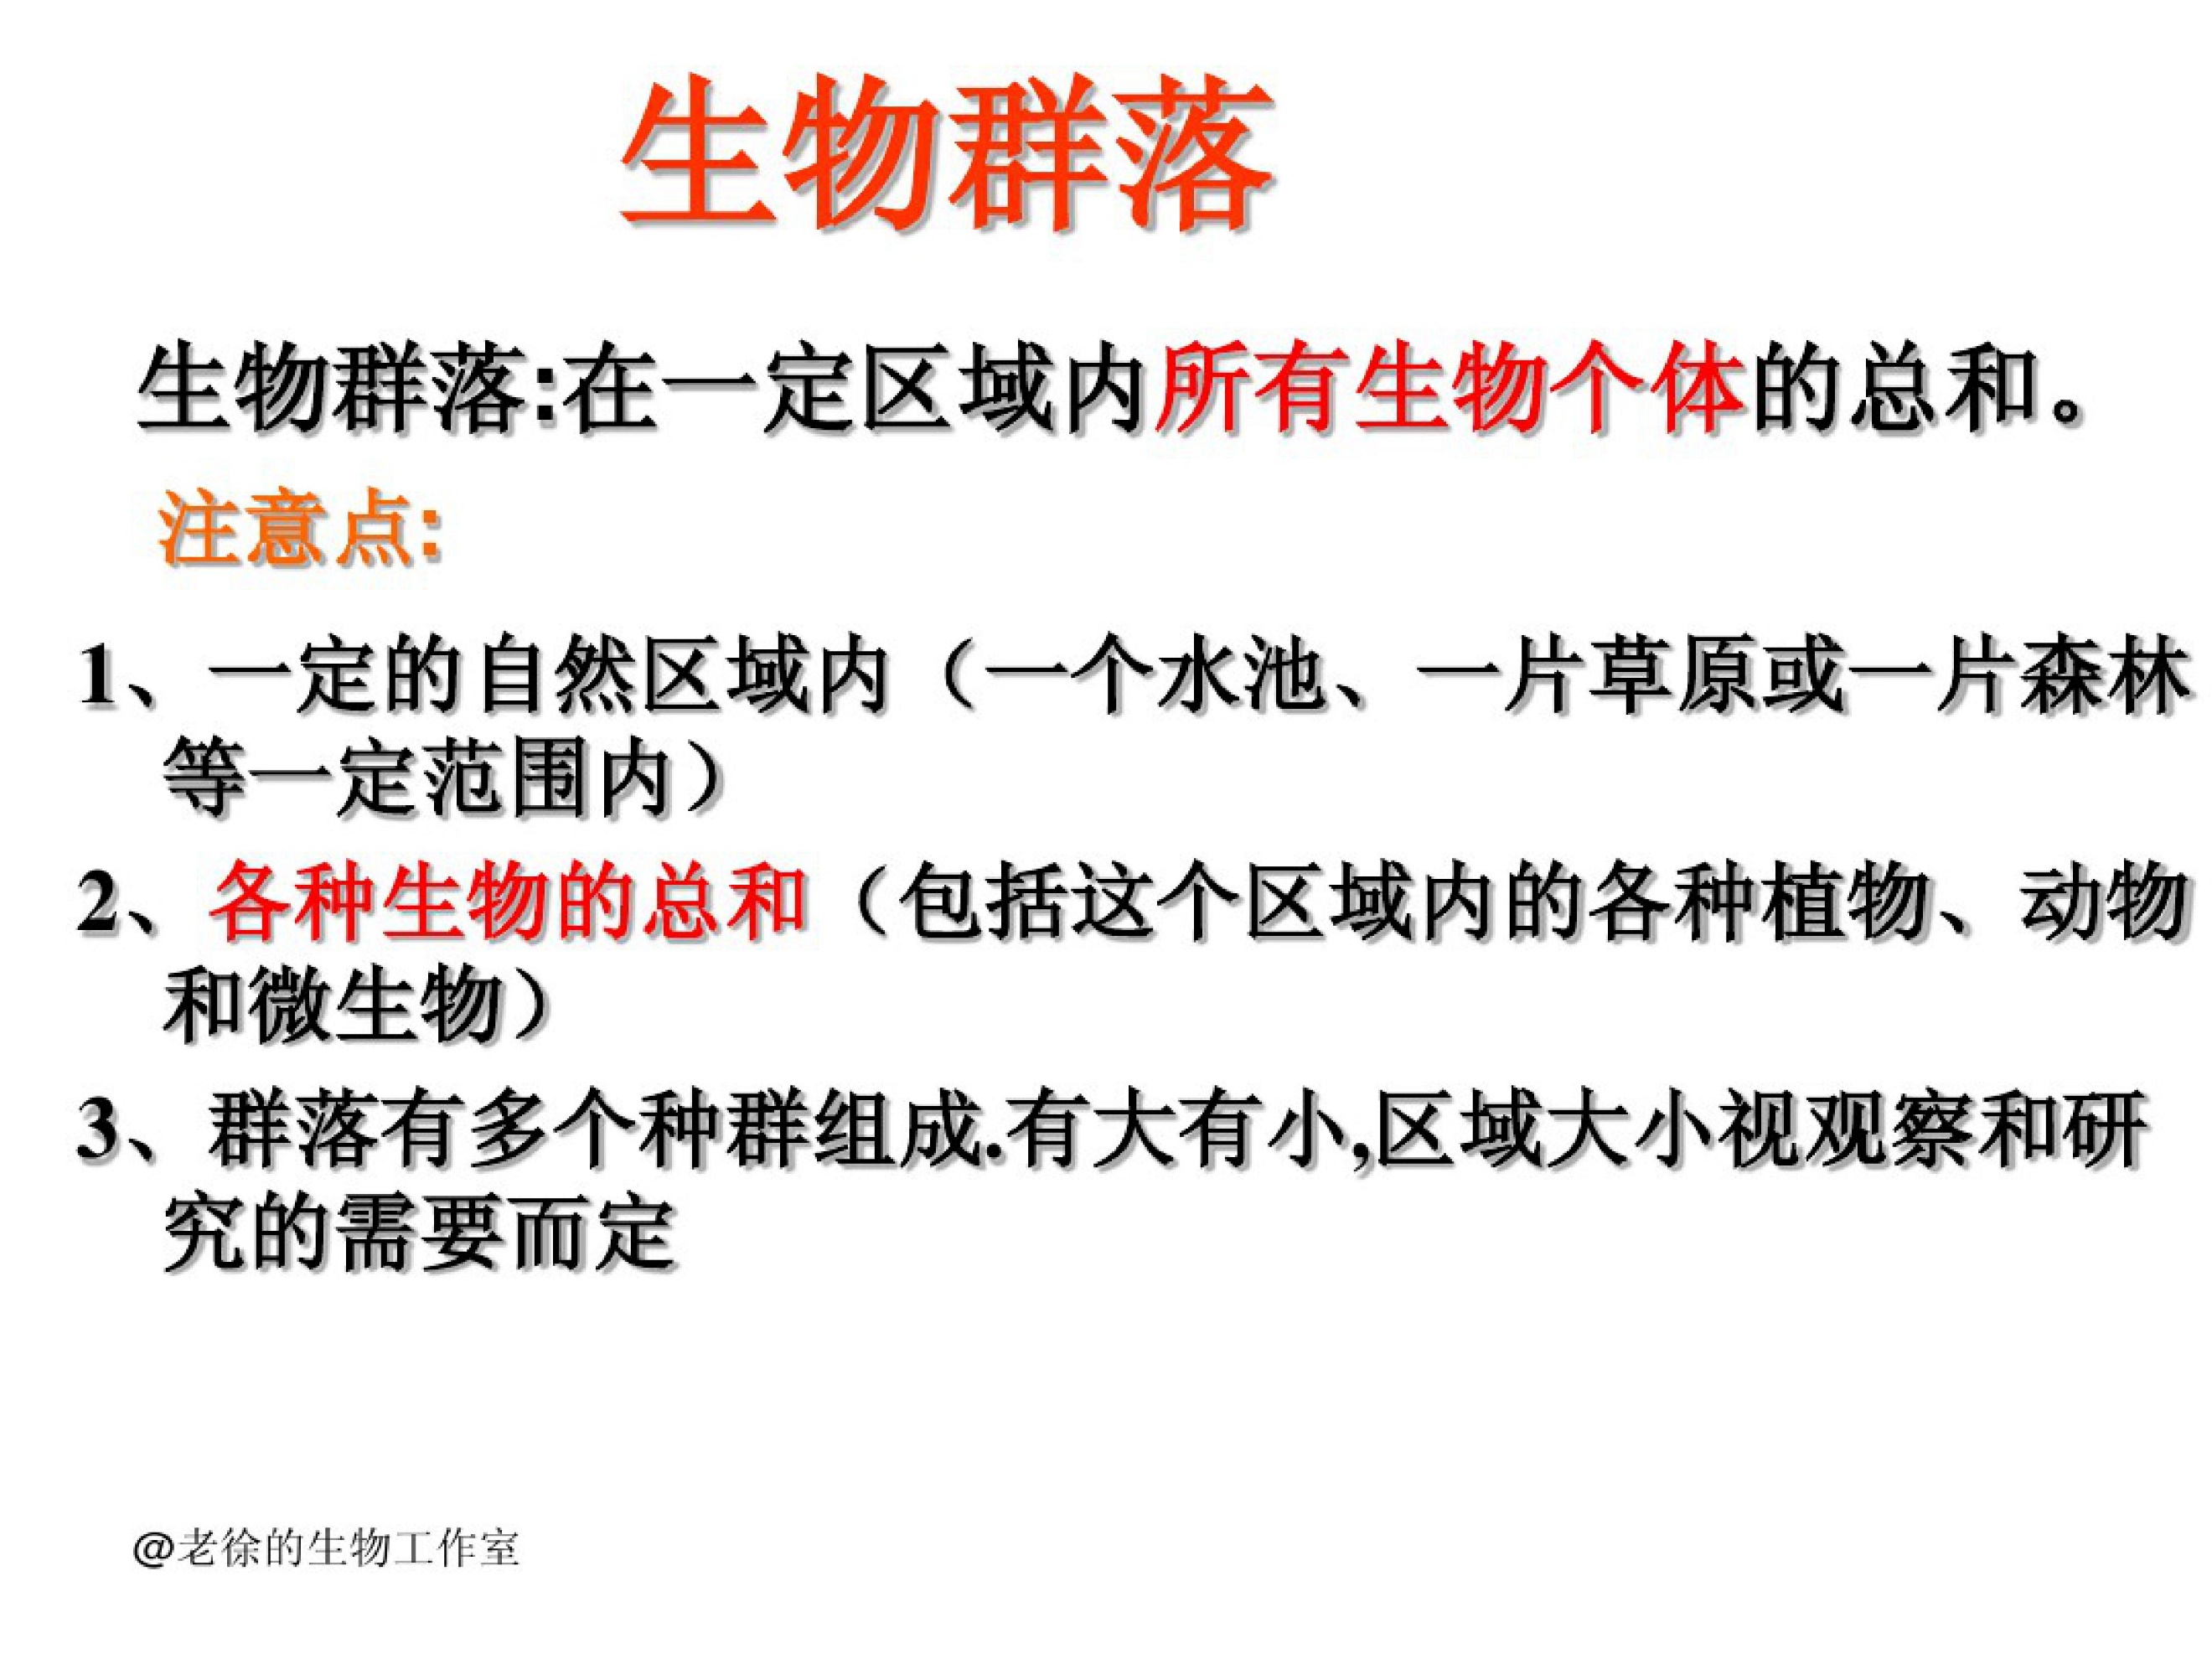 生物群落
生物群落:在一定区域内所有生物个体的总和。
注意点:
1、一定的自然区域内（一个水池、一片草原或一片森林
等一定范围内）
2、各种生物的总和（包括这个区域内的各种植物、动物
和微生物）
3、群落有多个种群组成.有大有小,区域大小视观察和研
究的需要而定
@老徐的生物工作室